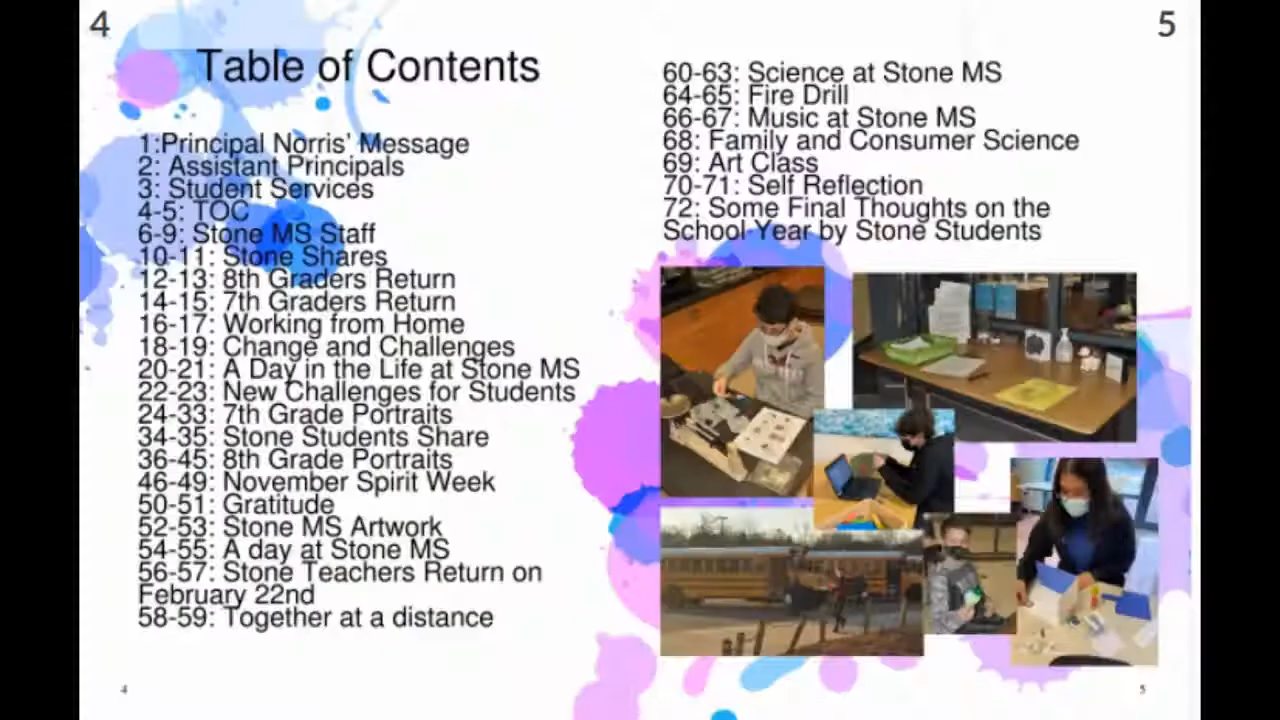 4
5
Table of Contents
1:Principal Norris' Message
2: Assistant Principals
3: Student Services
4-5: TOC
6-9: Stone MS Staff
10-11: Stone Shares
12-13: 8th Graders Return
14-15: 7th Graders Return
16-17: Working from Home
18-19: Change and Challenges
20-21: A Day in the Life at Stone MS
22-23: New Challenges for Students
24-33: 7th Grade Portraits
34-35: Stone Students Share
36-45: 8th Grade Portraits
46-49: November Spirit Week
50-51: Gratitude
52-53: Stone MS Artwork
54-55: A day at Stone MS
56-57: Stone Teachers Return on
February 22nd
58-59: Together at a distance
60-63: Science at Stone MS
64-65: Fire Drill
66-67: Music at Stone MS
68: Family and Consumer Science
69: Art Class
70-71: Self Reflection
72: Some Final Thoughts on the
School Year by Stone Students
4
5